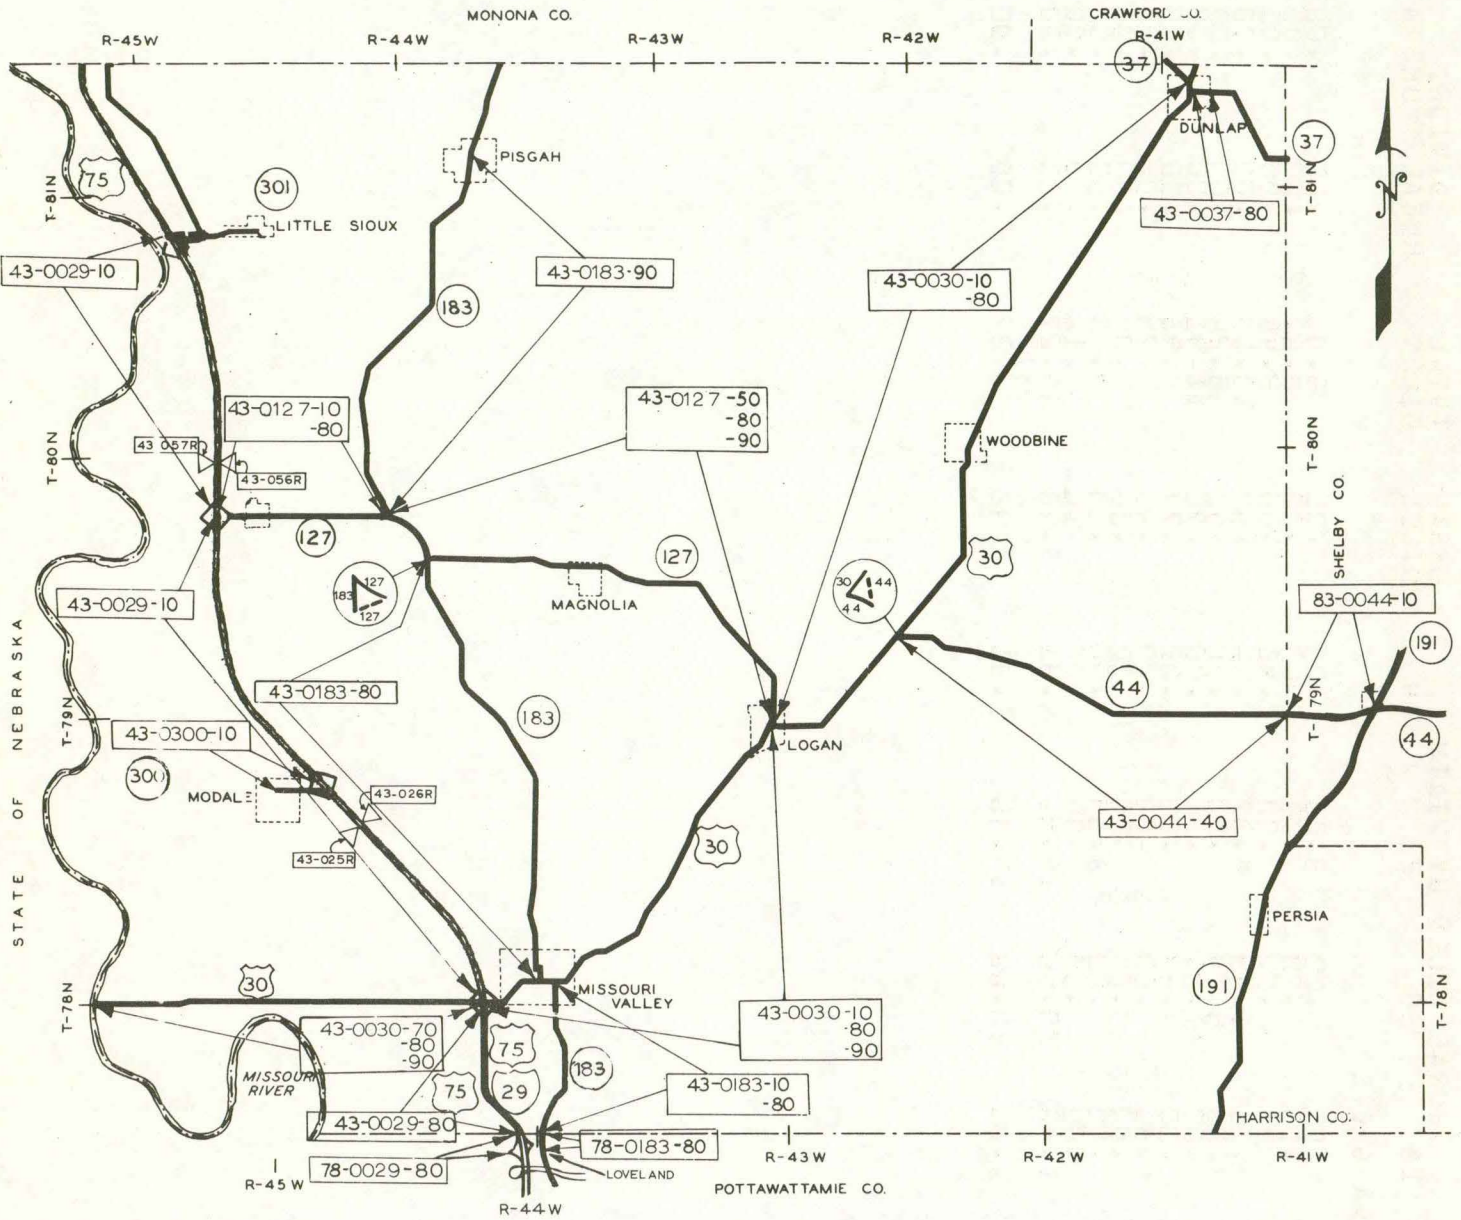 MONONA CO.
CRAWFORD CO.
R-45W
R-44W
R-43W
R-42W
R-41W
37
DUNLAP
37
T-81N
75
PISGAH
301
LITTLE SIOUX
T-81N
N
43-0037-80
43-0029-10
43-0183-90
43-0030-10
-80
183
43-0127-10
-80
43-0127-50
-80
-90
43-057R
43-056R
T-80N
WOODBINE
T-80N
127
127
30
SHELBY CO.
183
127
127
30
44
44
43-0029-10
MAGNOLIA
83-0044-10
191
STATE OF NEBRASKA
43-0183-80
44
T-79N
T-79N
183
43-0300-10
LOGAN
44
300
MODALE
43-026R
43-025R
43-0044-40
30
PERSIA
30
MISSOURI
VALLEY
191
T-78N
T-78N
43-0030-70
-80
-90
43-0030-10
-80
-90
75
MISSOURI
RIVER
75
29
183
43-0183-10
-80
43-0029-80
HARRISON CO.
78-0183-80
78-0029-80
LOVELAND
R-45W
R-44W
R-43W
R-42W
R-41W
POTTAWATTAMIE CO.